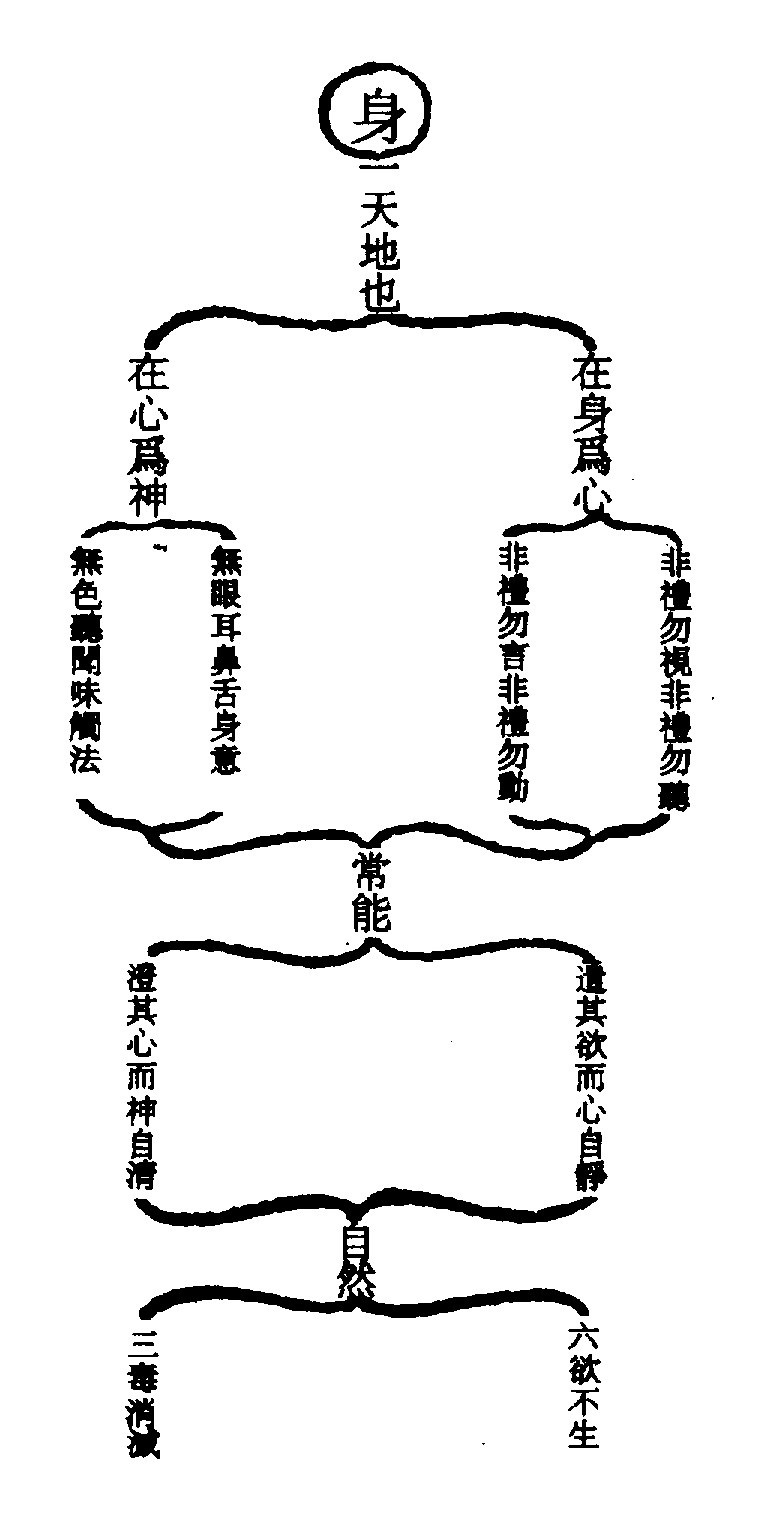 身
一天地也
在身爲心
在心爲神
非禮勿視非禮勿聽
非禮勿言非禮勿動
無眼耳鼻舌身意
無色聽聞味觸法
常能
遣其欲而心自靜
澄其心而神自清
自然
六欲不生
三毒消滅